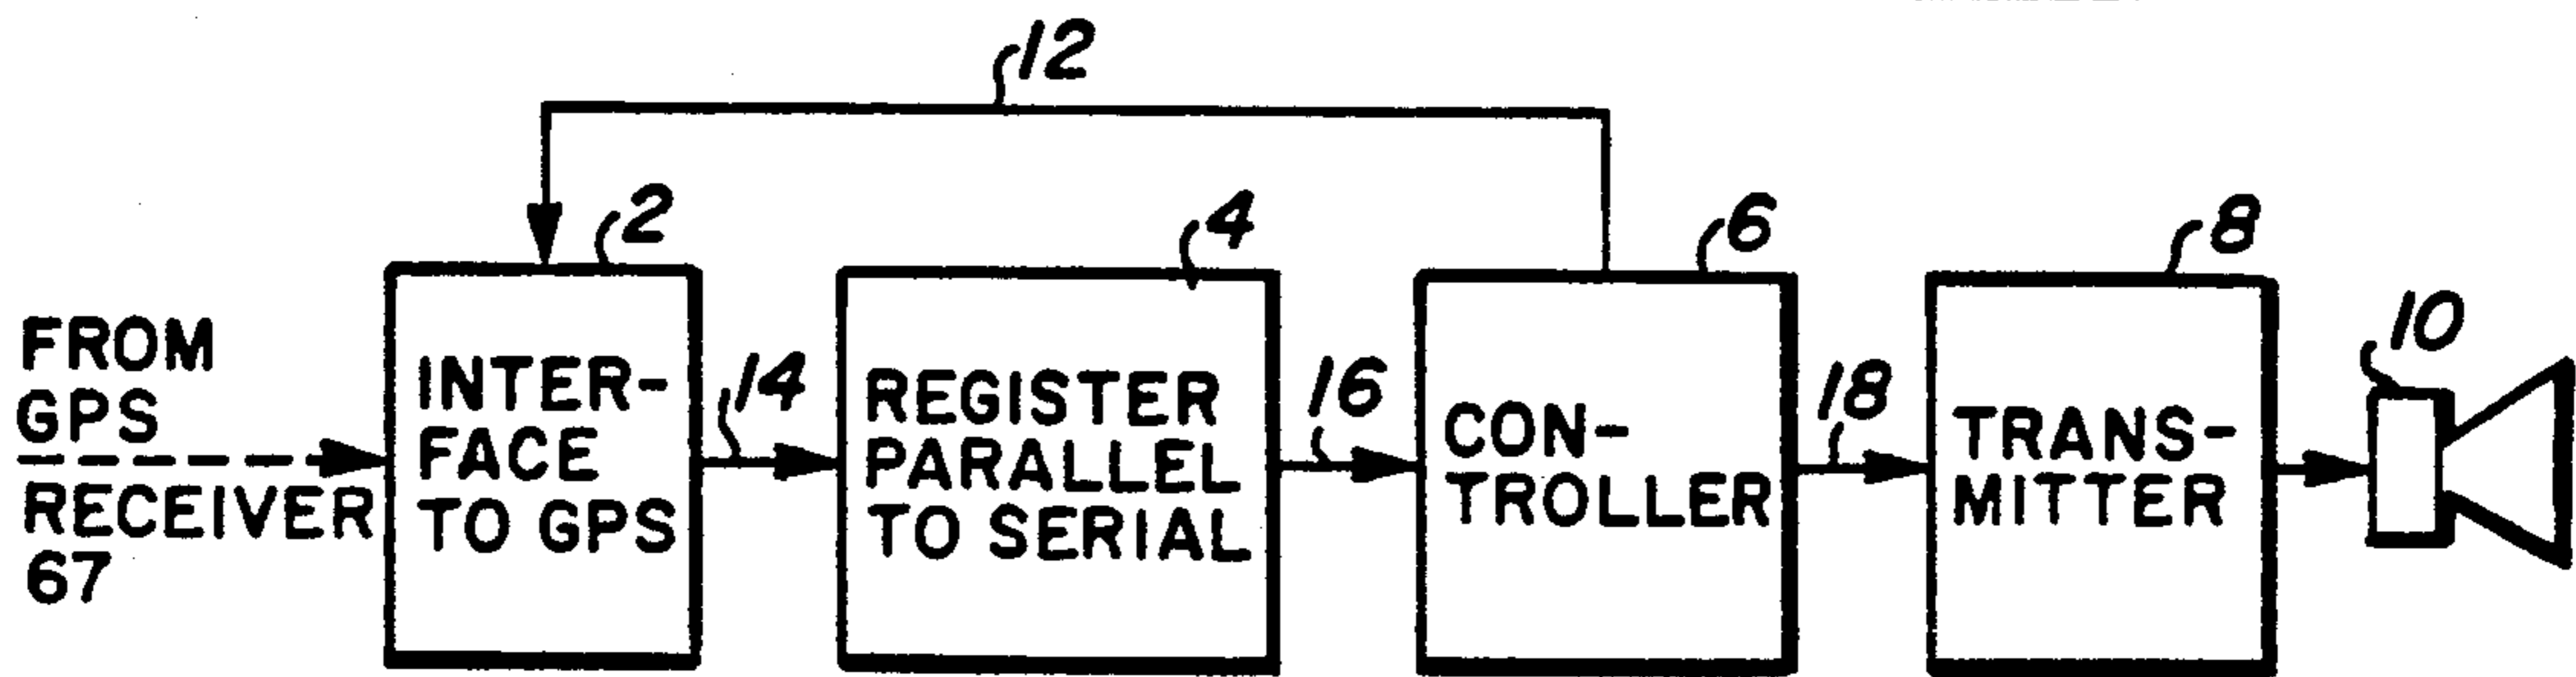 12
2
4
6
8
10
FROM
GPS
RECEIVER
67
INTER-
FACE
TO GPS
14
REGISTER
PARALLEL
TO SERIAL
16
CON-
TROLLER
18
TRANS-
MITTER